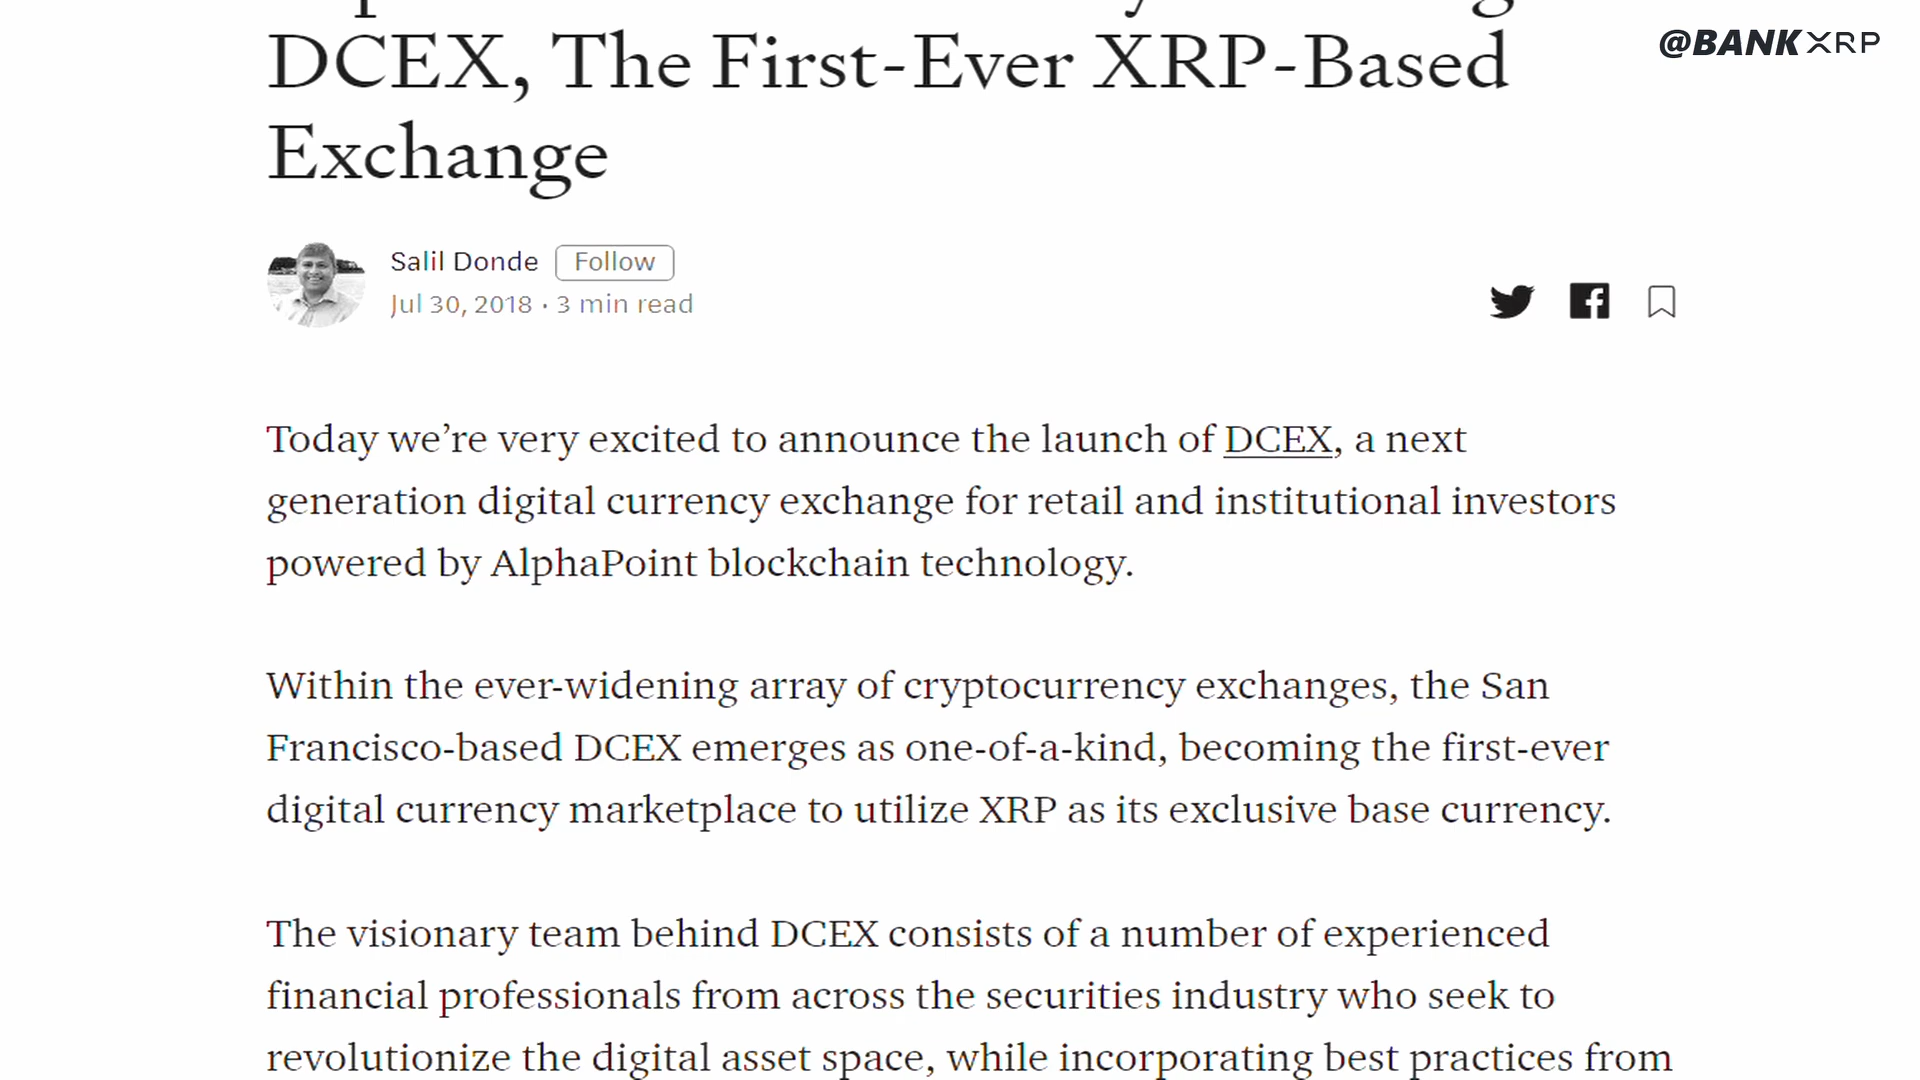 DCEX, The First-Ever XRP-Based
Exchange
@BANKXRP
Salil Donde Follow
Jul 30, 2018 · 3 min read
Today we’re very excited to announce the launch of DCEX, a next
generation digital currency exchange for retail and institutional investors
powered by AlphaPoint blockchain technology.
Within the ever-widening array of cryptocurrency exchanges, the San
Francisco-based DCEX emerges as one-of-a-kind, becoming the first-ever
digital currency marketplace to utilize XRP as its exclusive base currency.
The visionary team behind DCEX consists of a number of experienced
financial professionals from across the securities industry who seek to
revolutionize the digital asset space, while incorporating best practices from